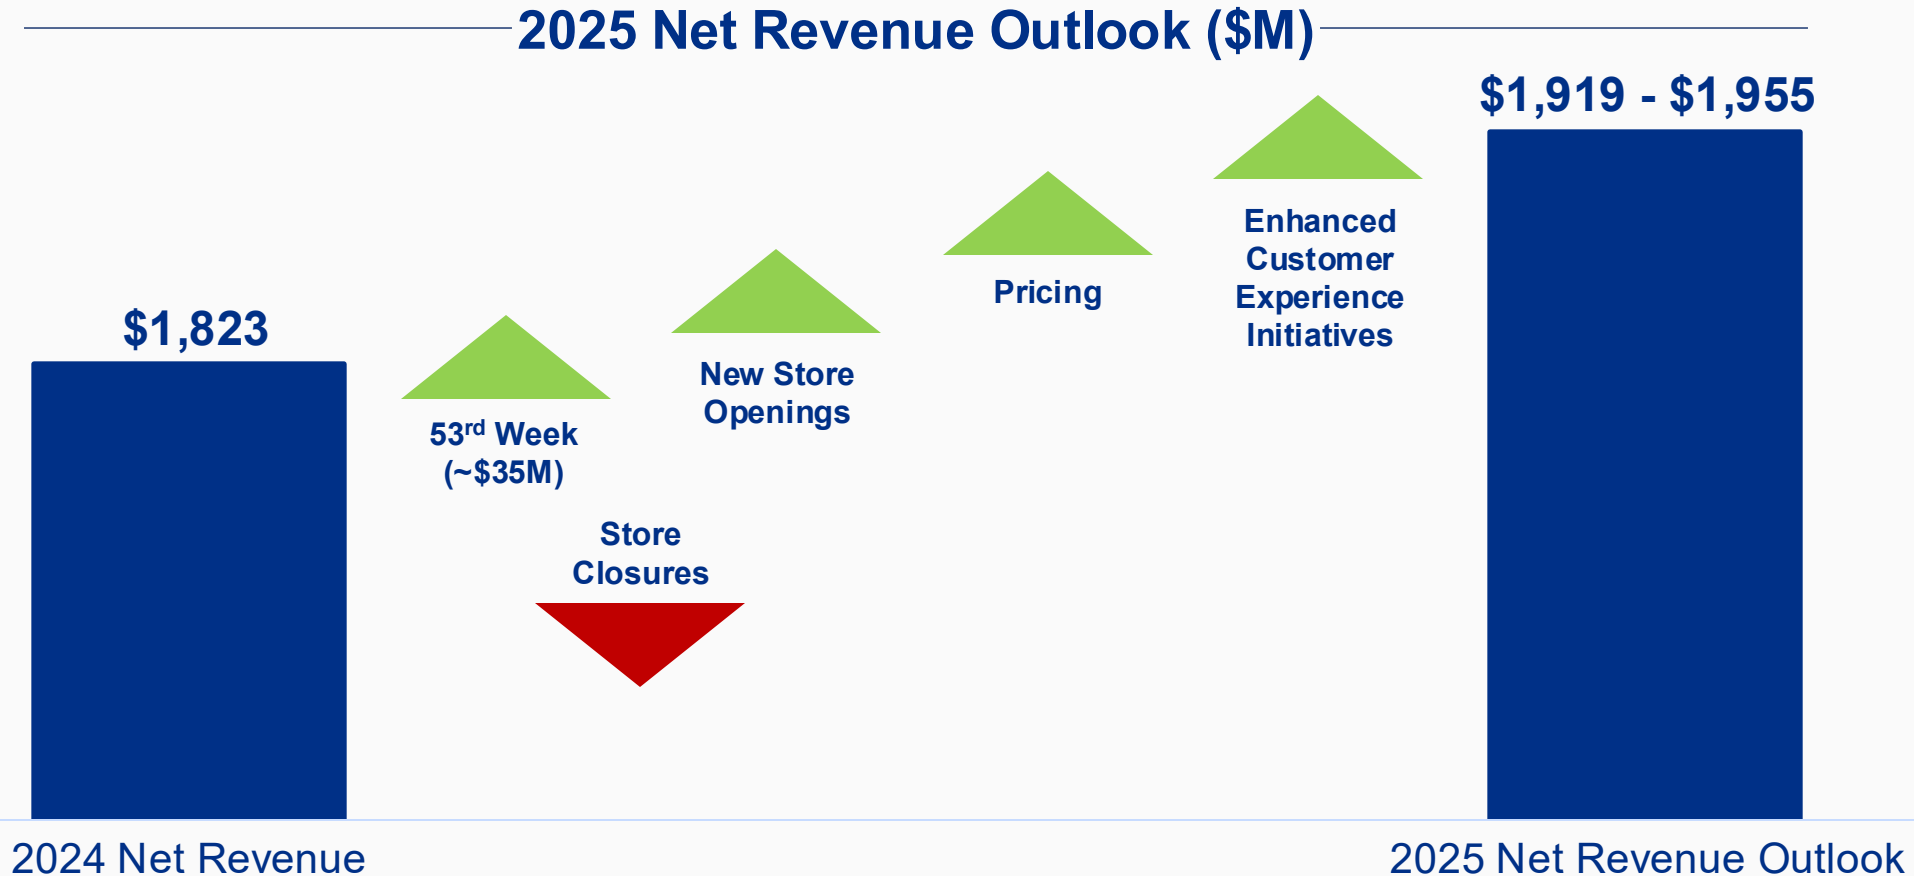 2025 Net Revenue Outlook ($M)
$1,823
53rd Week
(~$35M)
Store
Closures
New Store
Openings
Pricing
Enhanced
Customer
Experience
Initiatives
$1,919 - $1,955
2024 Net Revenue
2025 Net Revenue Outlook